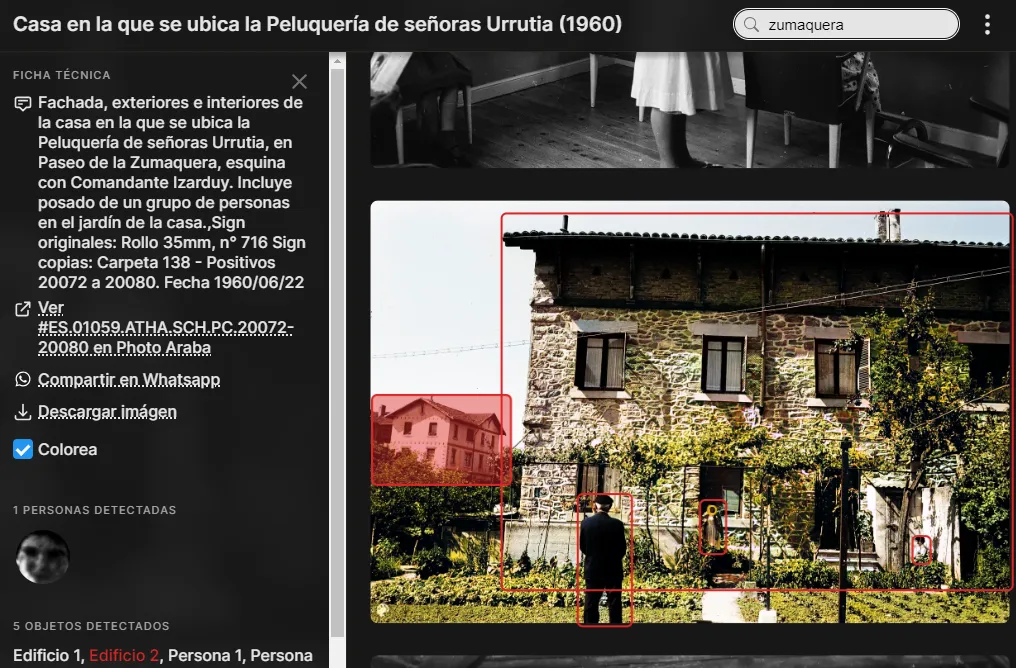 Casa en la que se ubica la Peluquería de señoras Urrutia (1960)
zumaquera
FICHA TÉCNICA
Fachada, exteriores e interiores de
la casa en la que se ubica la
Peluquería de señoras Urrutia, en
Paseo de la Zumaquera, esquina
con Comandante Izarduy. Incluye
posado de un grupo de personas
en el jardín de la casa.,Sign
originales: Rollo 35mm, n° 716 Sign
copias: Carpeta 138 - Positivos
20072 a 20080. Fecha 1960/06/22
Ver
#ES.01059.ATHA.SCH.PC.20072-
20080 en Photo Araba
Compartir en Whatsapp
Descargar imágen
Colorea
1 PERSONAS DETECTADAS
5 OBJETOS DETECTADOS
Edificio 1, Edificio 2, Persona 1, Persona